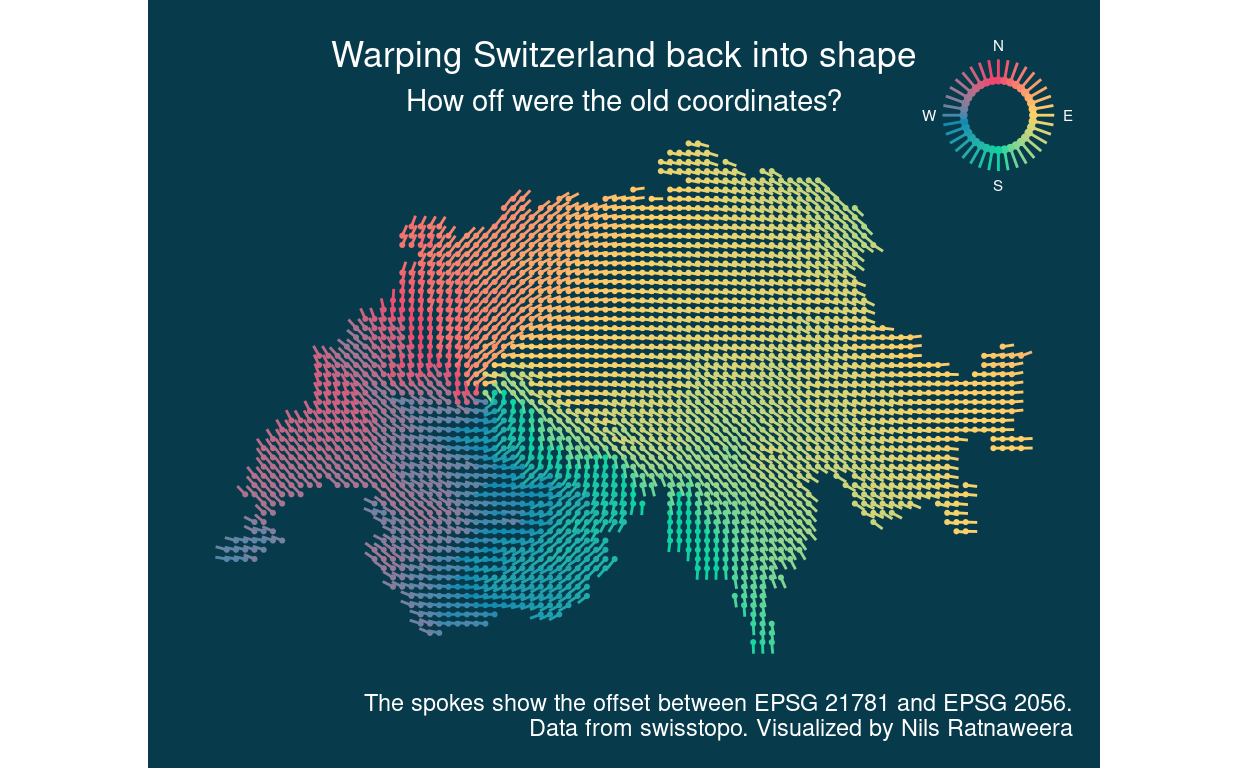 Warping Switzerland back into shape
How off were the old coordinates?
N
W
E
S
The spokes show the offset between EPSG 21781 and EPSG 2056.
Data from swisstopo. Visualized by Nils Ratnaweera